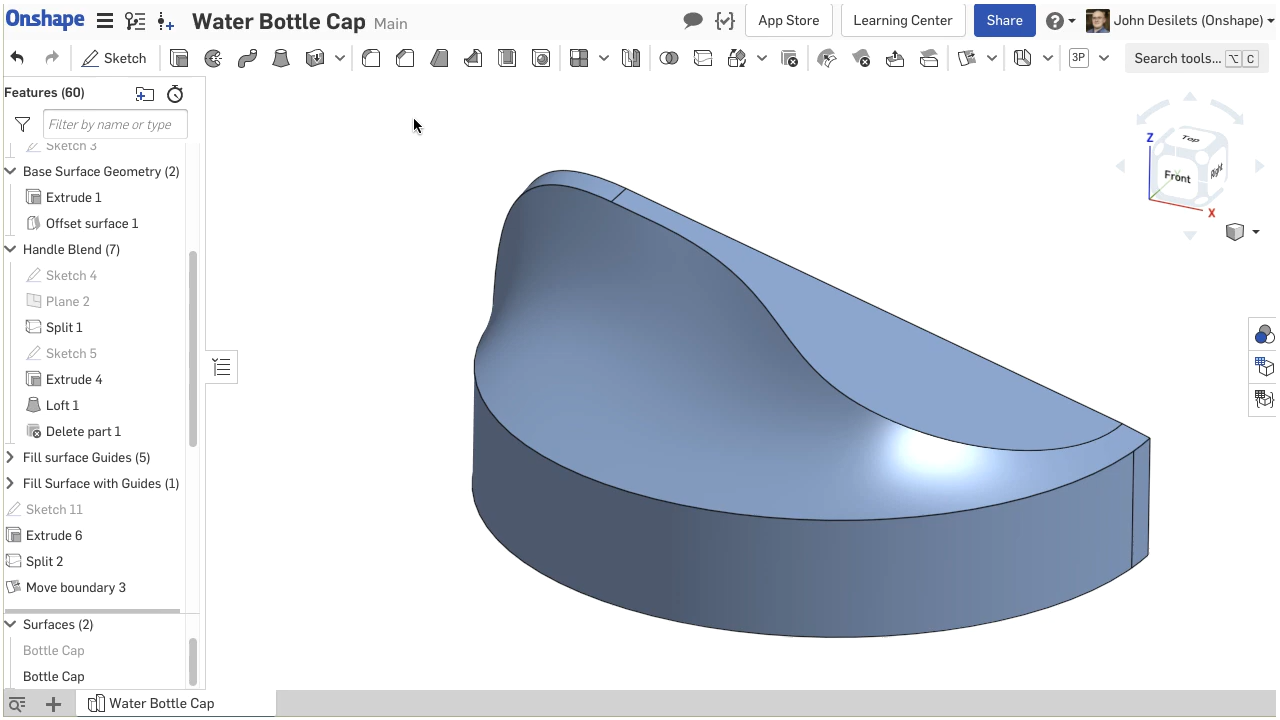 Onshape
Water Bottle Cap Main
App Store
Learning Center
Share
John Desilets (Onshape)
Sketch
3P
Search tools... ⌥ C
Features (60)
Filter by name or type
Sketch 3
Base Surface Geometry (2)
Extrude 1
Offset surface 1
Handle Blend (7)
Sketch 4
Plane 2
Split 1
Sketch 5
Extrude 4
Loft 1
Delete part 1
Fill surface Guides (5)
Fill Surface with Guides (1)
Sketch 11
Extrude 6
Split 2
Move boundary 3
Surfaces (2)
Bottle Cap
Bottle Cap
Top
Front
Right
Z
X
Water Bottle Cap